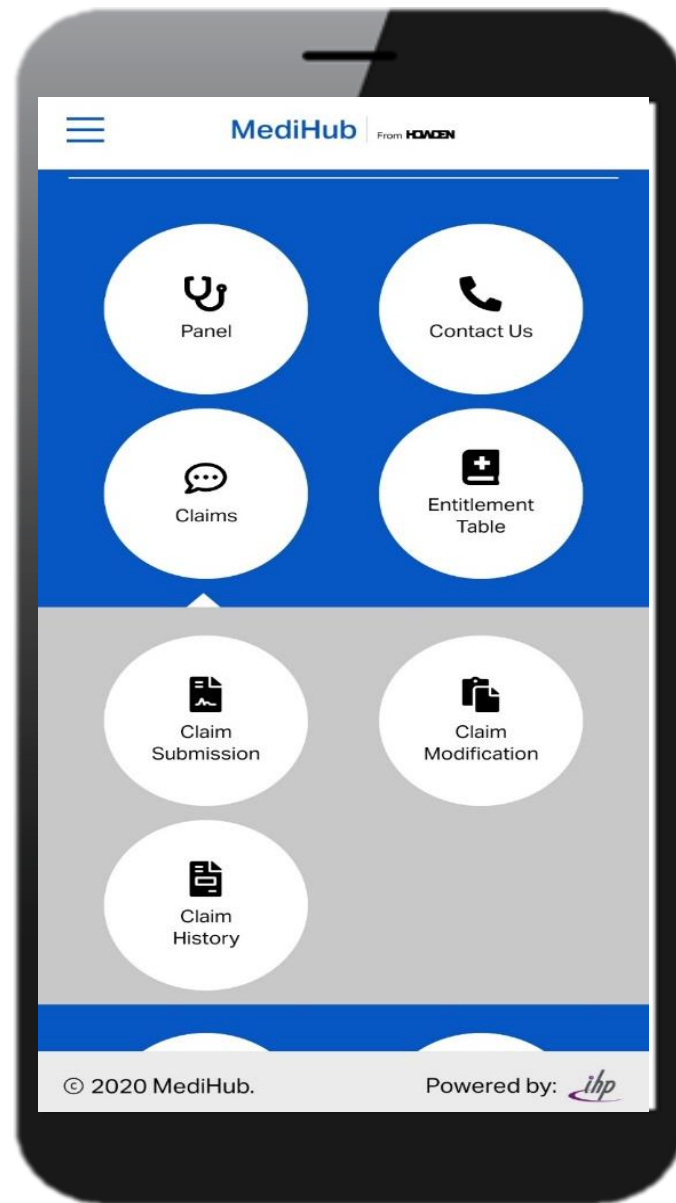 MediHub From HOWDEN
Panel
Contact Us
Claims
Entitlement
Table
Claim
Submission
Claim
Modification
Claim
History
© 2020 MediHub.
Powered by: ihp